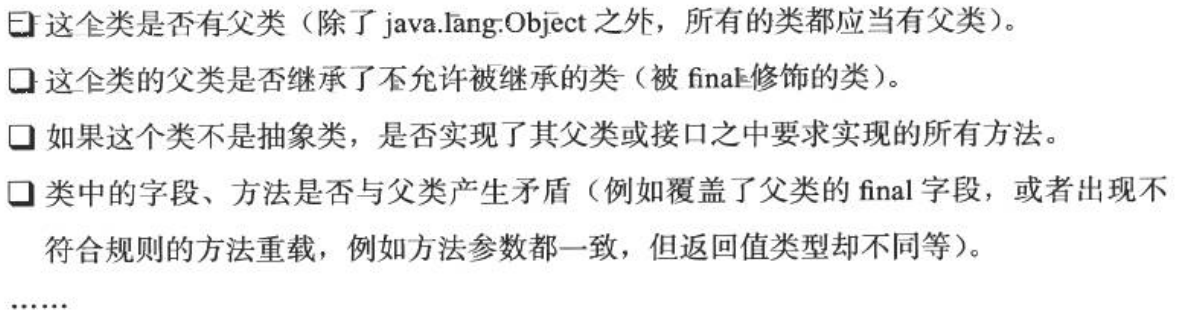 □ 这个类是否有父类（除了 java.lang.Object 之外，所有的类都应当有父类）。
□ 这个类的父类是否继承了不允许被继承的类（被 final 修饰的类）。
□ 如果这个类不是抽象类，是否实现了其父类或接口之中要求实现的所有方法。
□ 类中的字段、方法是否与父类产生矛盾（例如覆盖了父类的 final 字段，或者出现不
符合规则的方法重载，例如方法参数都一致，但返回值类型却不同等）。
……